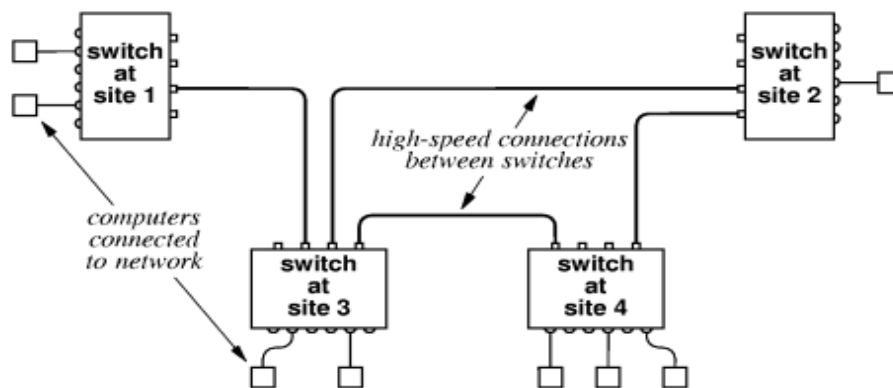 switch
at
site 1
switch
at
site 2
high-speed connections
between switches
computers
connected
to network
switch
at
site 3
switch
at
site 4